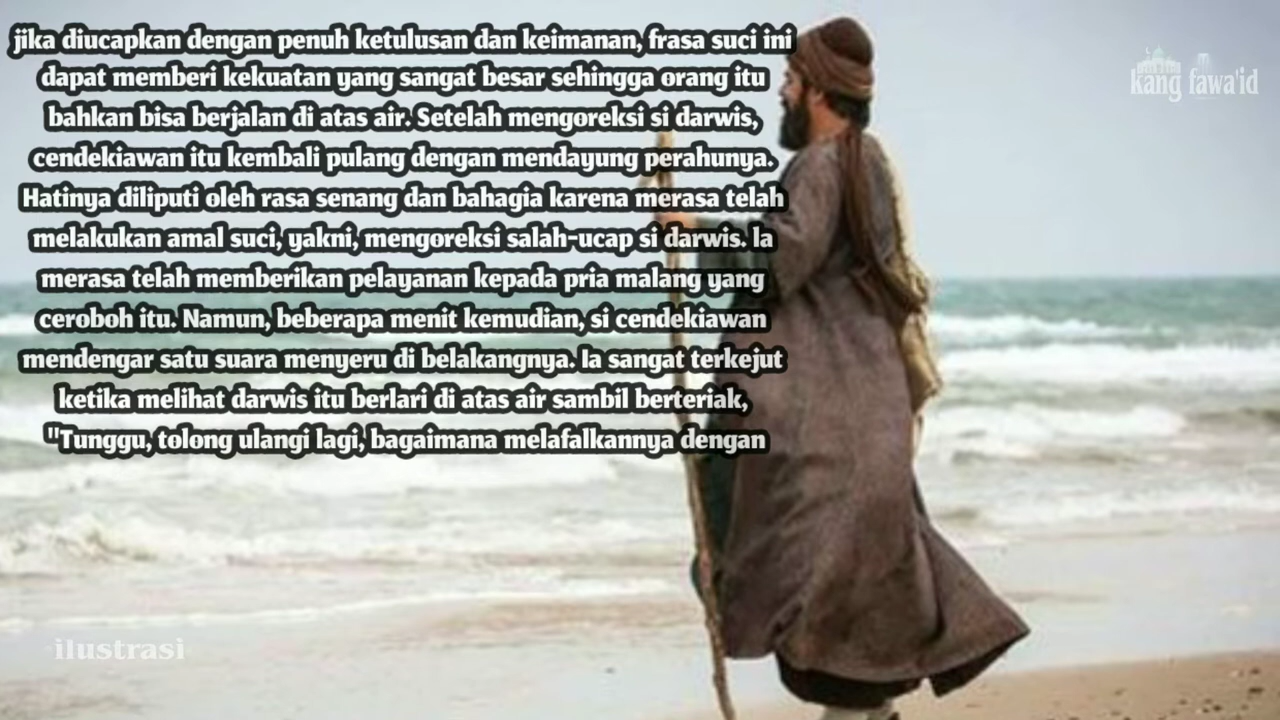 jika diucapkan dengan penuh ketulusan dan keimanan, frasa suci ini
dapat memberi kekuatan yang sangat besar sehingga orang itu
bahkan bisa berjalan di atas air. Setelah mengoreksi si darwis,
cendekiawan itu kembali pulang dengan mendayung perahunya.
Hatinya diliputi oleh rasa senang dan bahagia karena merasa telah
melakukan amal suci, yakni, mengoreksi salah-ucap si darwis. Ia
merasa telah memberikan pelayanan kepada pria malang yang
ceroboh itu. Namun, beberapa menit kemudian, si cendekiawan
mendengar satu suara menyeru di belakangnya. Ia sangat terkejut
ketika melihat darwis itu berlari di atas air sambil berteriak,
"Tunggu, tolong ulangi lagi, bagaimana melafalkannya dengan
kang fawa'id
ilustrasi